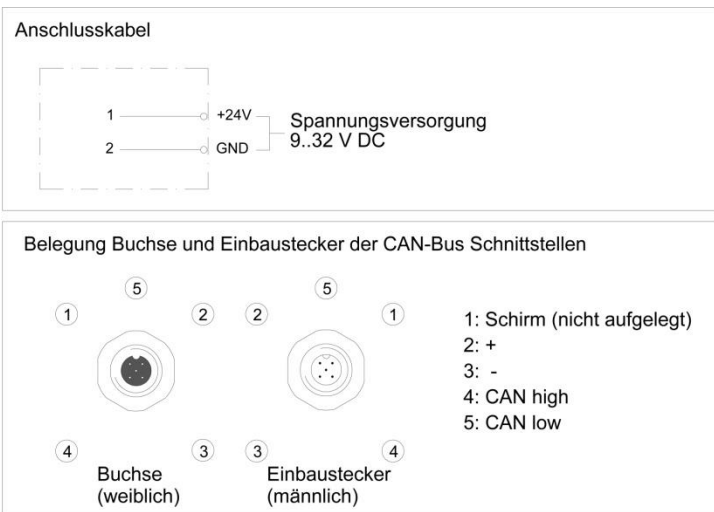 Anschlusskabel
1 +24V
Spannungsversorgung
9..32 V DC
2 GND
Belegung Buchse und Einbaustecker der CAN-Bus Schnittstellen
5 5
1 2 2 1
1: Schirm (nicht aufgelegt)
2: +
3: -
4: CAN high
5: CAN low
4 3 3 4
Buchse
(weiblich)
Einbaustecker
(männlich)